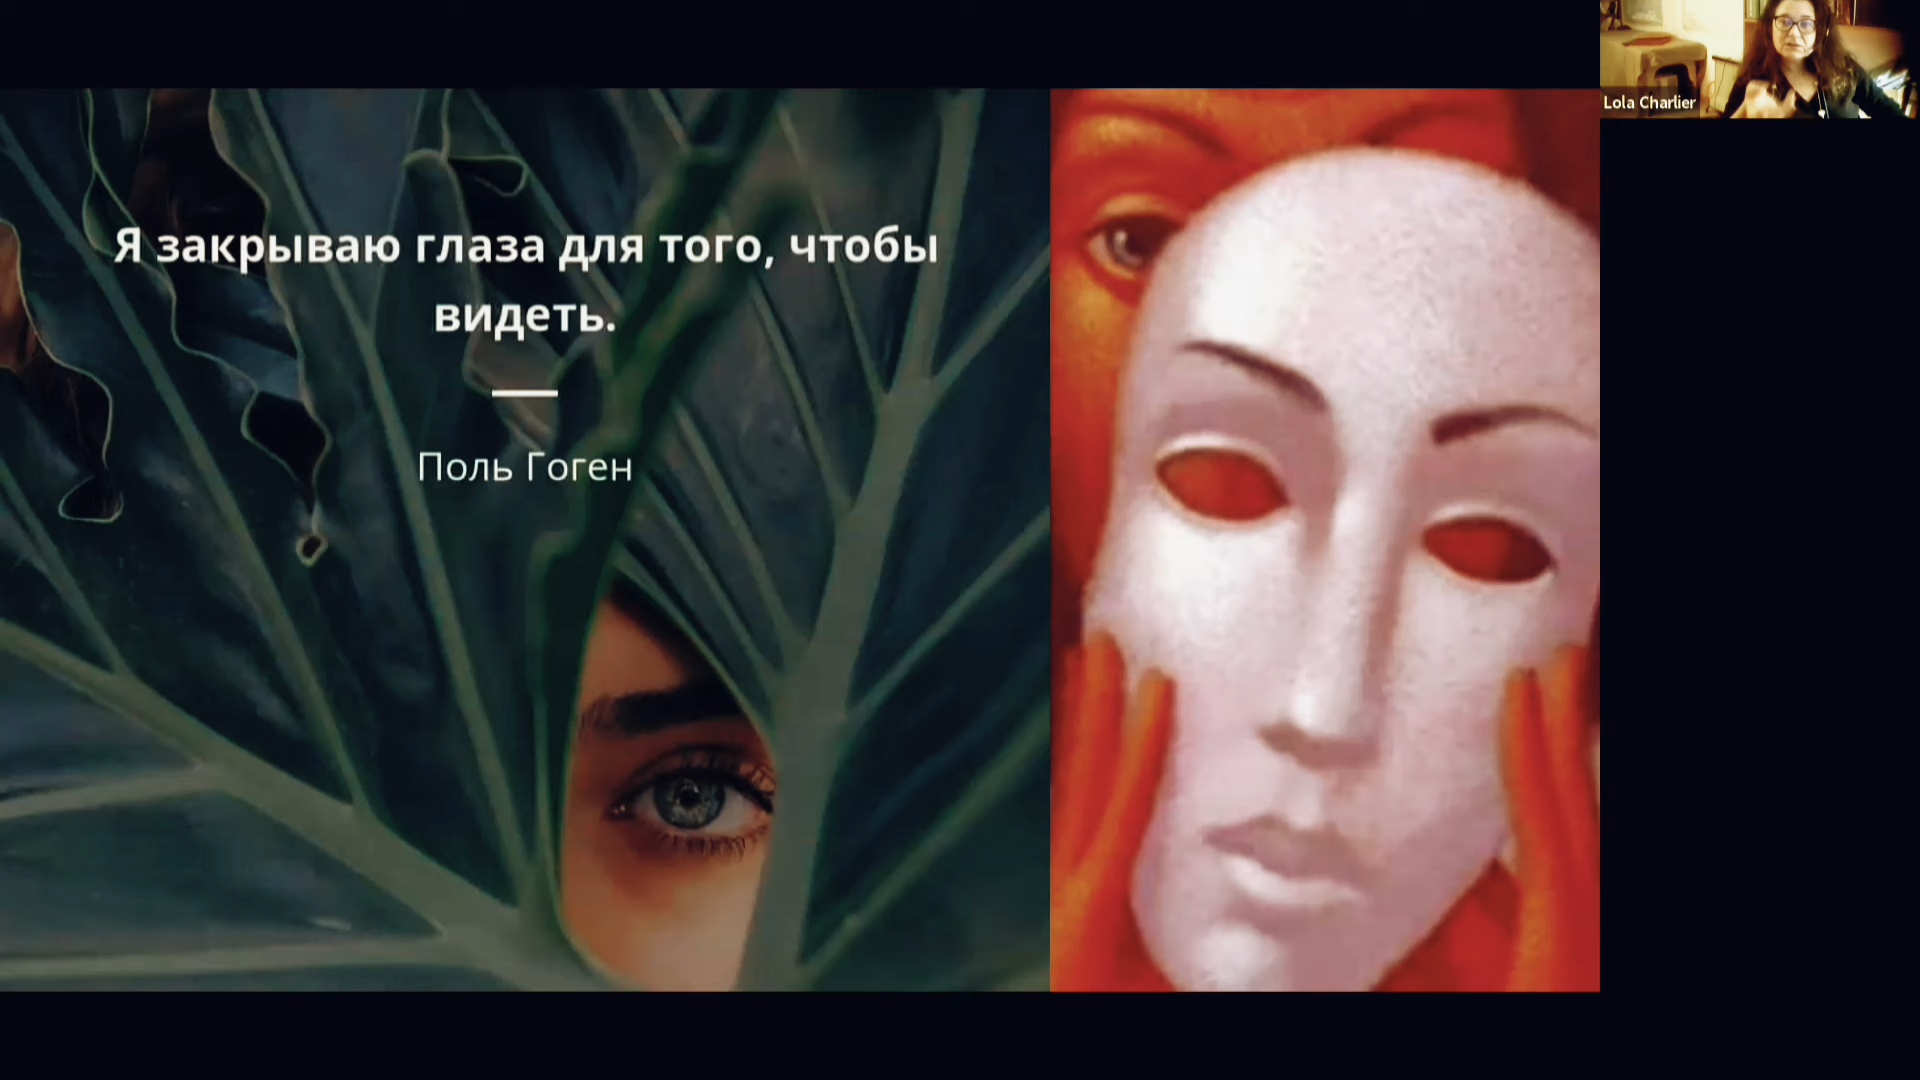 Я закрываю глаза для того, чтобы
видеть.
Поль Гоген
Lola Charlier